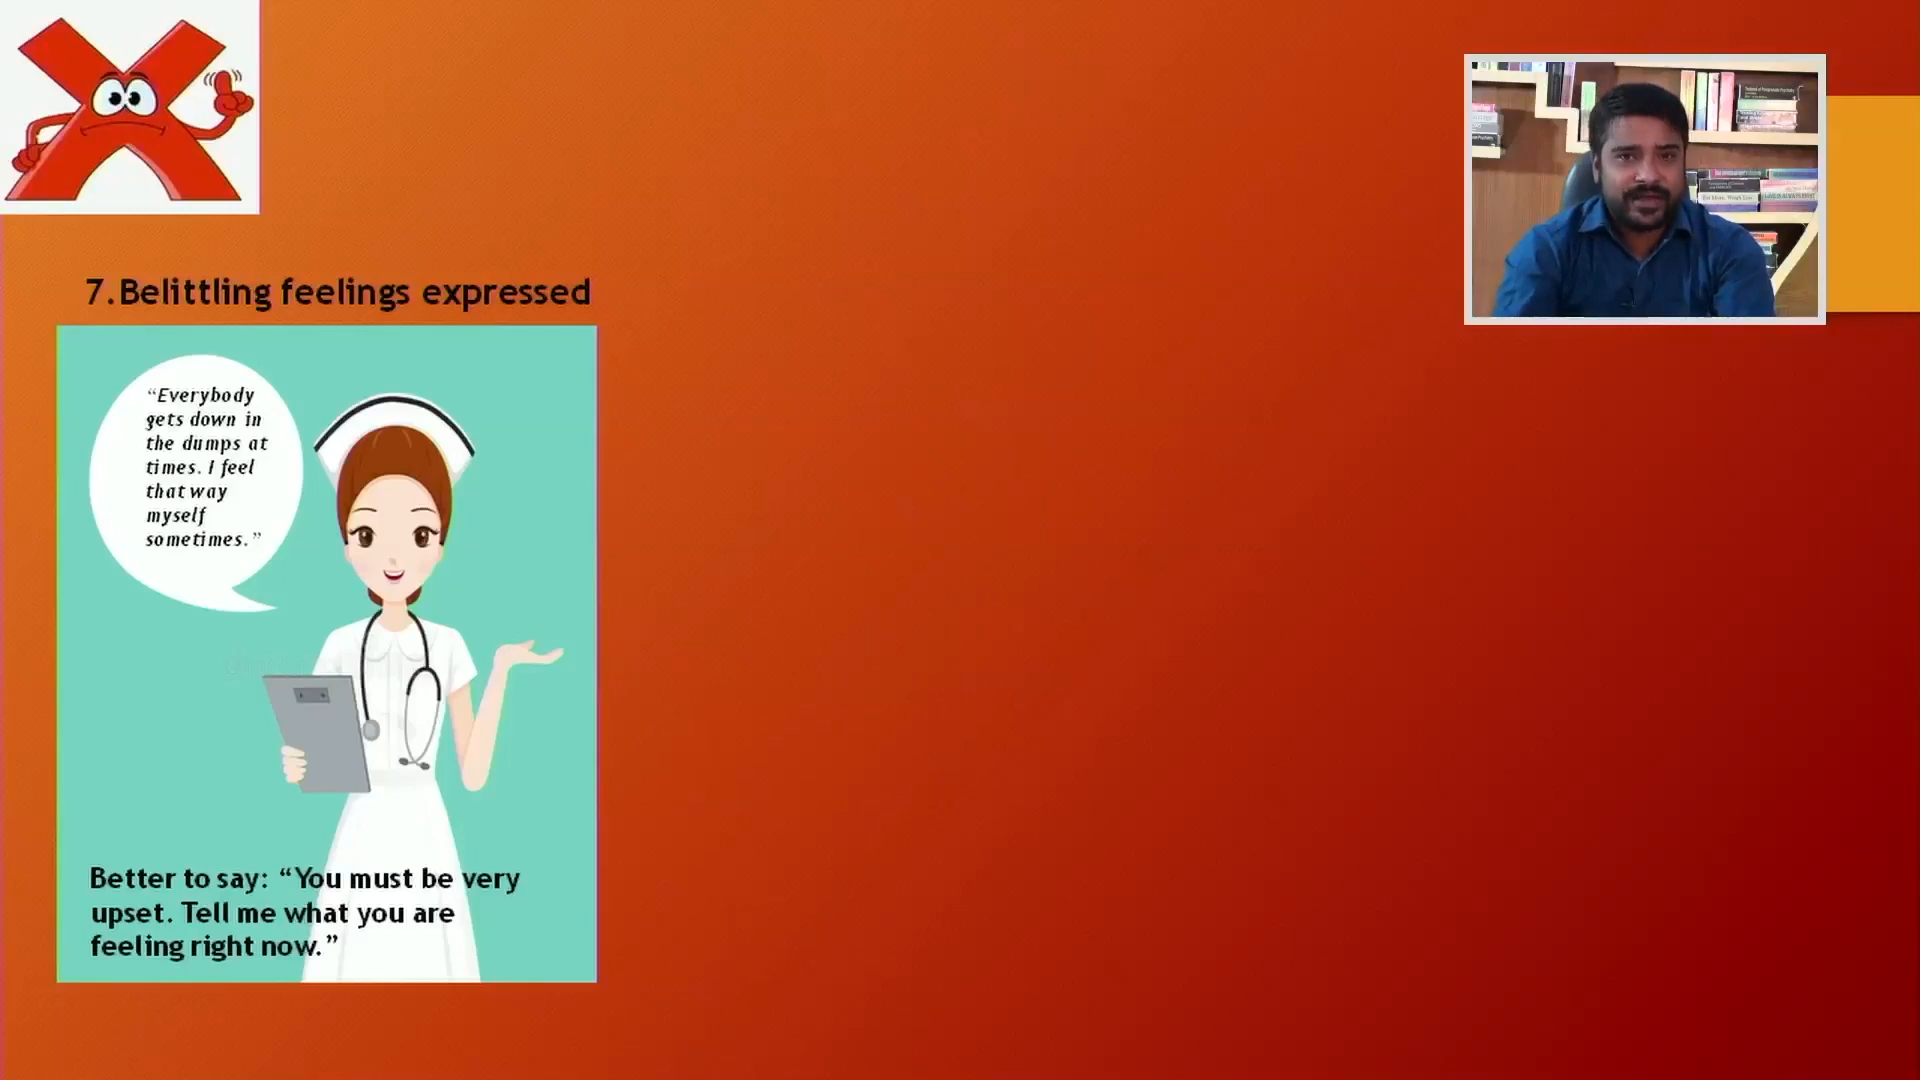 7.Belittling feelings expressed
“Everybody
gets down in
the dumps at
times. I feel
that way
myself
sometimes.”
Better to say: “You must be very
upset. Tell me what you are
feeling right now.”